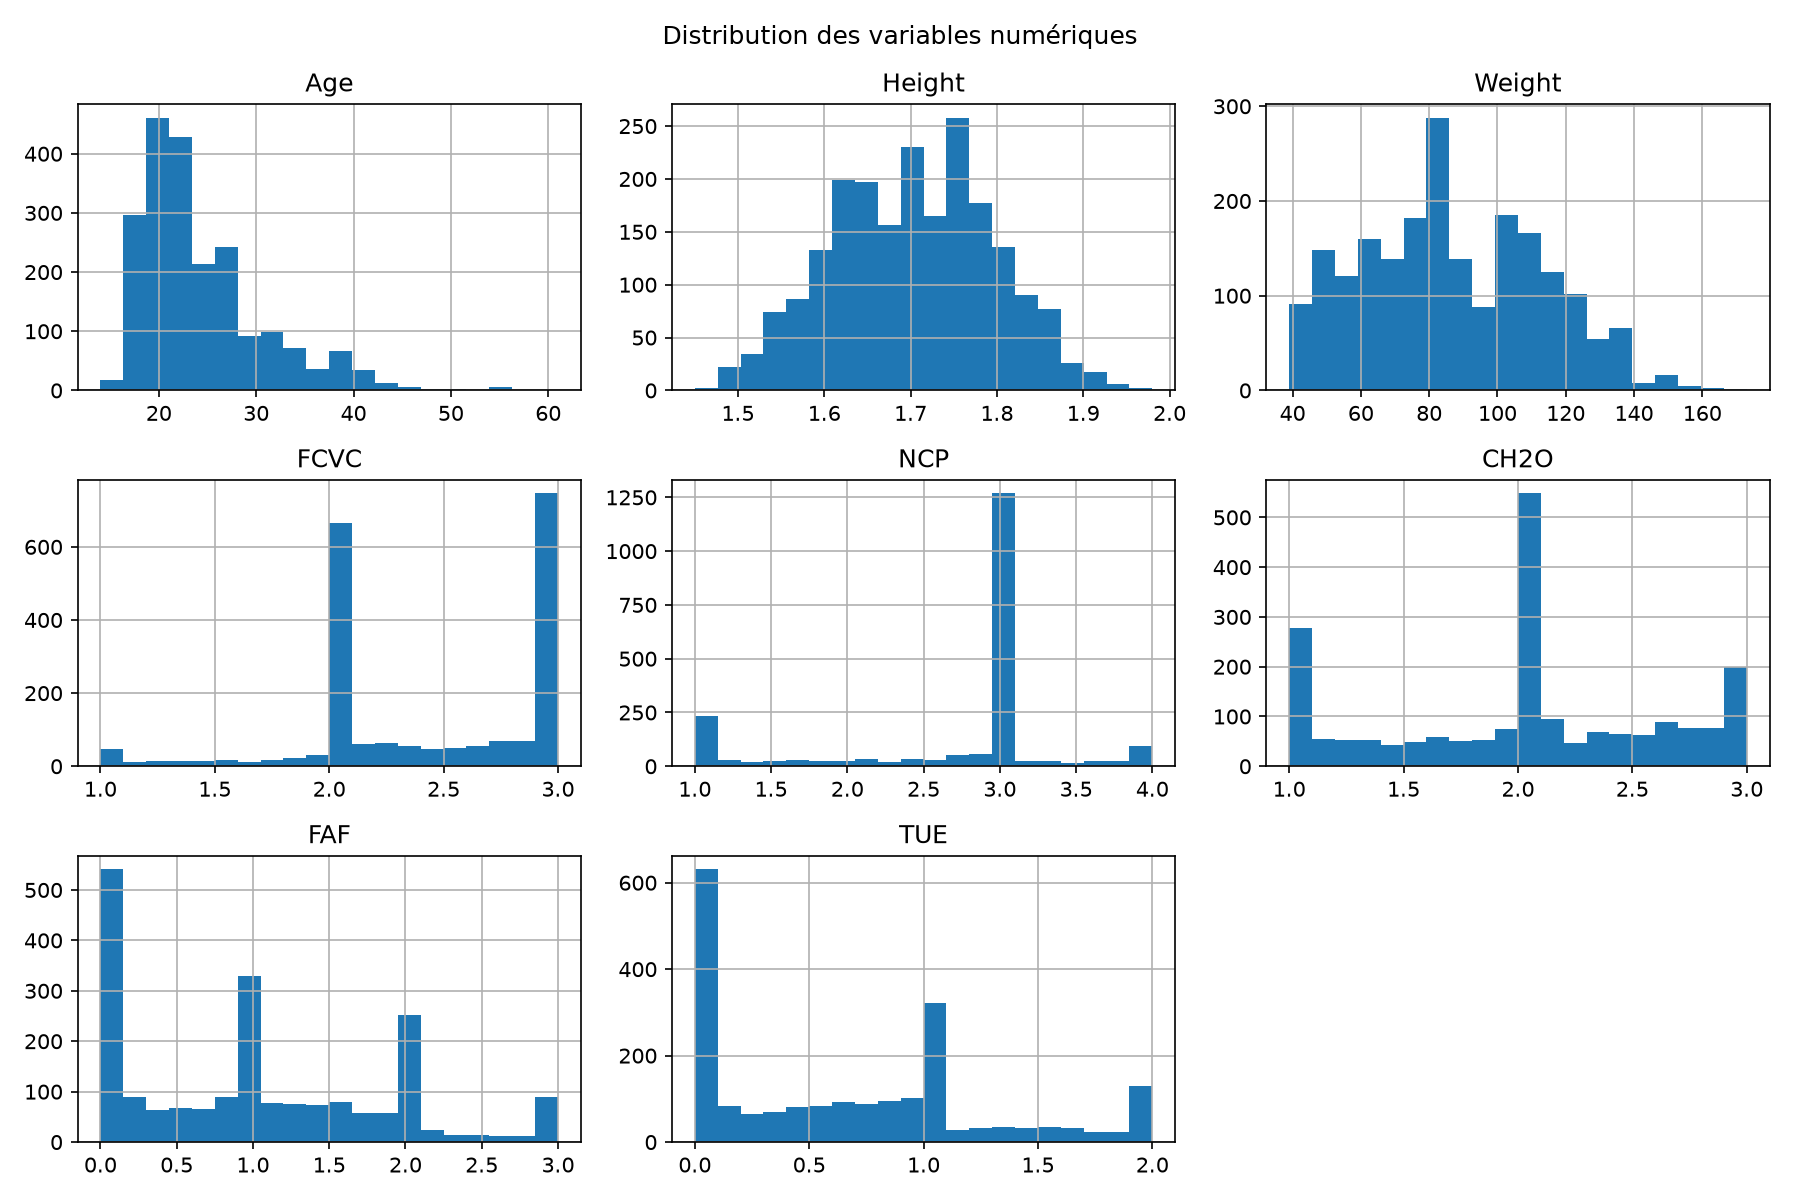 Distribution des variables numériques
Age
Height
Weight
400
300
200
100
0
20 30 40 50 60
250
200
150
100
50
0
1.5 1.6 1.7 1.8 1.9 2.0
300
200
100
0
40 60 80 100 120 140 160
FCVC
NCP
CH2O
600
400
200
0
1.0 1.5 2.0 2.5 3.0
1250
1000
750
500
250
0
1.0 1.5 2.0 2.5 3.0 3.5 4.0
500
400
300
200
100
0
1.0 1.5 2.0 2.5 3.0
FAF
TUE
500
400
300
200
100
0
0.0 0.5 1.0 1.5 2.0 2.5 3.0
600
400
200
0
0.0 0.5 1.0 1.5 2.0